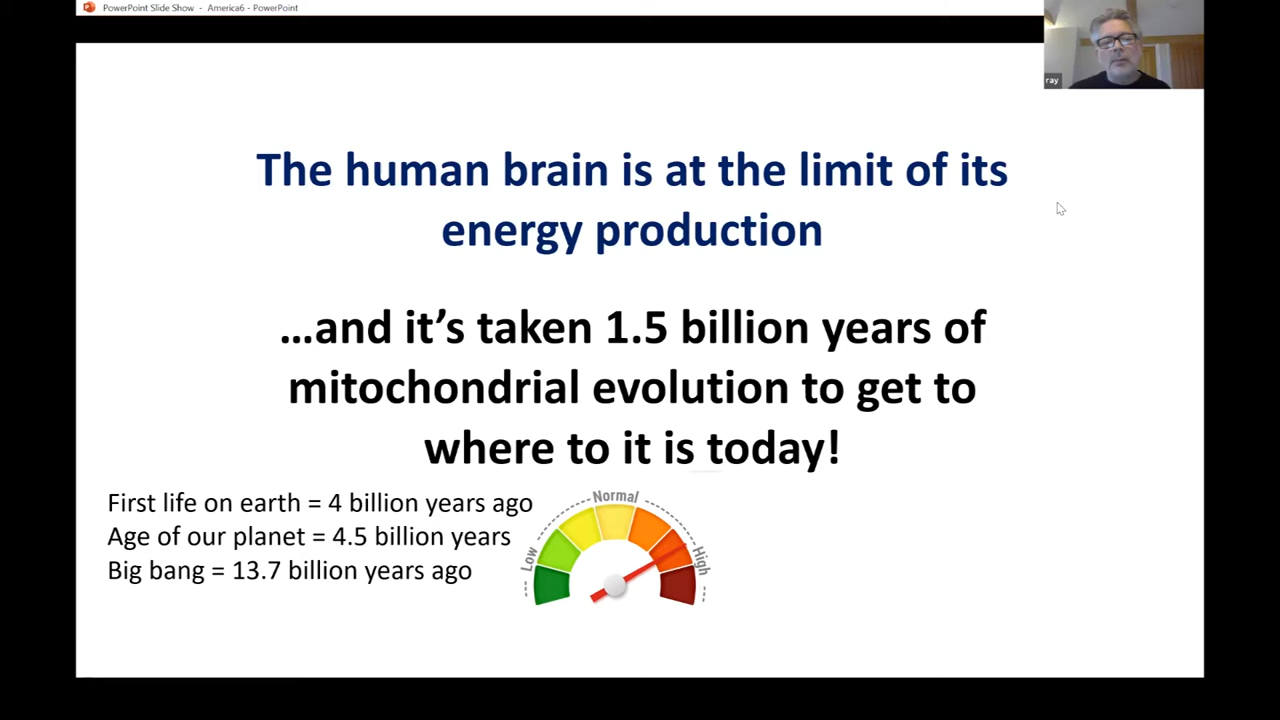 PowerPoint Slide Show - America6 - PowerPoint
ray
The human brain is at the limit of its
energy production
…and it’s taken 1.5 billion years of
mitochondrial evolution to get to
where to it is today!
First life on earth = 4 billion years ago
Age of our planet = 4.5 billion years
Big bang = 13.7 billion years ago
Low
Normal
High